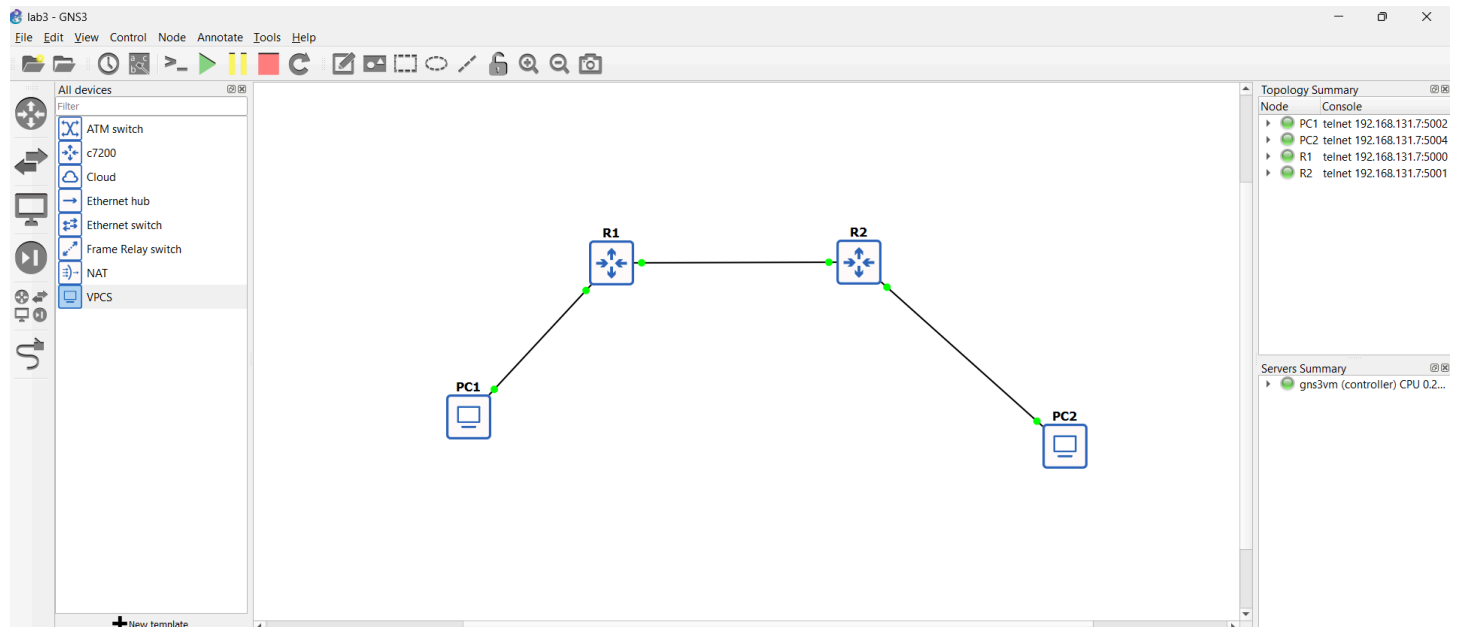 lab3 - GNS3
File Edit View Control Node Annotate Tools Help
All devices
Filter
ATM switch
c7200
Cloud
Ethernet hub
Ethernet switch
Frame Relay switch
NAT
VPCS
New template
R1
R2
PC1
PC2
Topology Summary
Node Console
PC1 telnet 192.168.131.7:5002
PC2 telnet 192.168.131.7:5004
R1 telnet 192.168.131.7:5000
R2 telnet 192.168.131.7:5001
Servers Summary
gns3vm (controller) CPU 0.2...